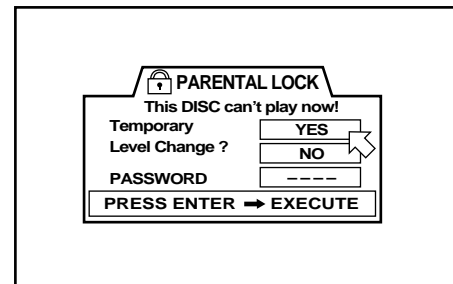 PARENTAL LOCK
This DISC can't play now!
Temporary YES
Level Change ? NO
PASSWORD – – – –
PRESS ENTER ➡ EXECUTE